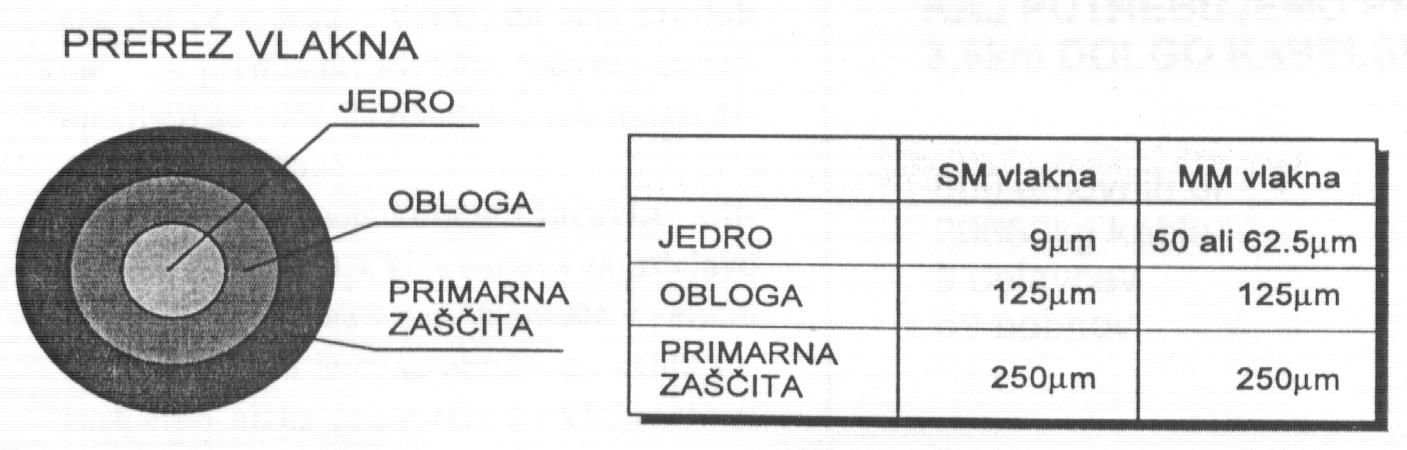 PREREZ VLAKNA
JEDRO
OBLOGA
PRIMARNA
ZAŠČITA
SM vlakna MM vlakna
JEDRO 9µm 50 ali 62.5µm
OBLOGA 125µm 125µm
PRIMARNA
ZAŠČITA 250µm 250µm